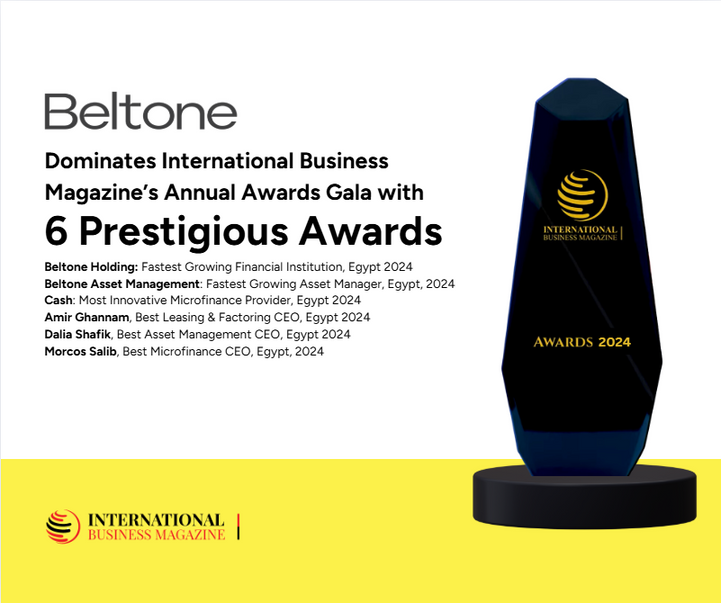 Beltone
Dominates International Business
Magazine's Annual Awards Gala with
6 Prestigious Awards
Beltone Holding: Fastest Growing Financial Institution, Egypt 2024
Beltone Asset Management: Fastest Growing Asset Manager, Egypt, 2024
Cash: Most Innovative Microfinance Provider, Egypt 2024
Amir Ghannam, Best Leasing & Factoring CEO, Egypt 2024
Dalia Shafik, Best Asset Management CEO, Egypt 2024
Morcos Salib, Best Microfinance CEO, Egypt, 2024
INTERNATIONAL
BUSINESS MAGAZINE
AWARDS 2024
INTERNATIONAL
BUSINESS MAGAZINE